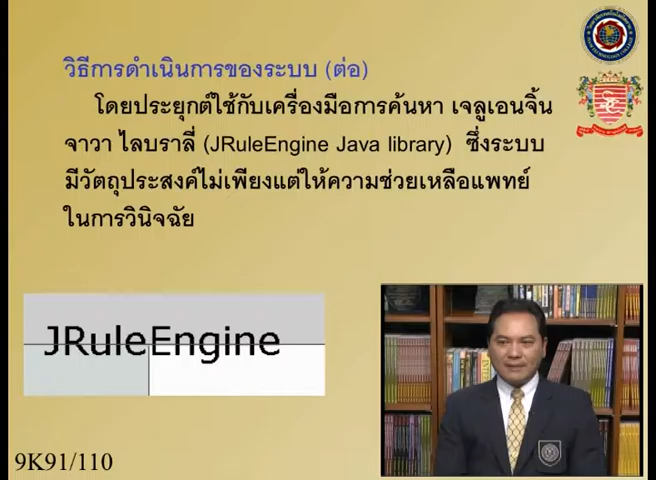 วิธีการดำเนินการของระบบ (ต่อ)
โดยประยุกต์ใช้กับเครื่องมือการค้นหา เจลูเอนจิ้น
จาวา ไลบราลี่ (JRuleEngine Java library) ซึ่งระบบ
มีวัตถุประสงค์ไม่เพียงแต่ให้ความช่วยเหลือแพทย์
ในการวินิจฉัย
JRuleEngine
9K91/110